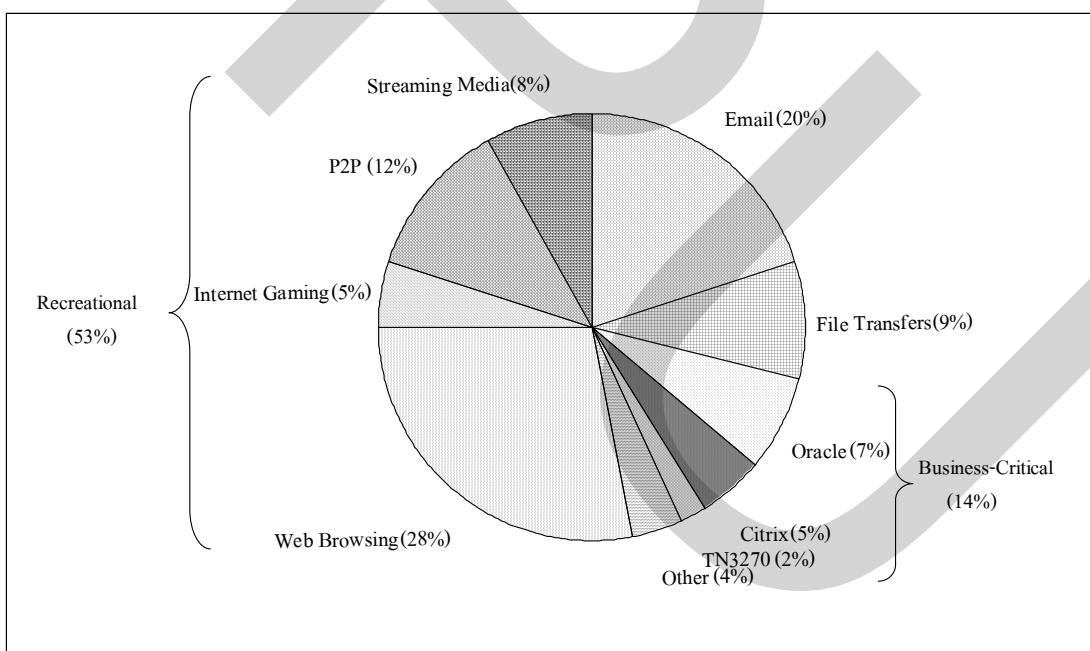 Streaming Media(8%)
Email (20%)
P2P (12%)
Internet Gaming (5%)
Recreational
(53%)
File Transfers(9%)
Oracle (7%)
Business-Critical
(14%)
Web Browsing (28%)
Citrix (5%)
TN3270 (2%)
Other (4%)